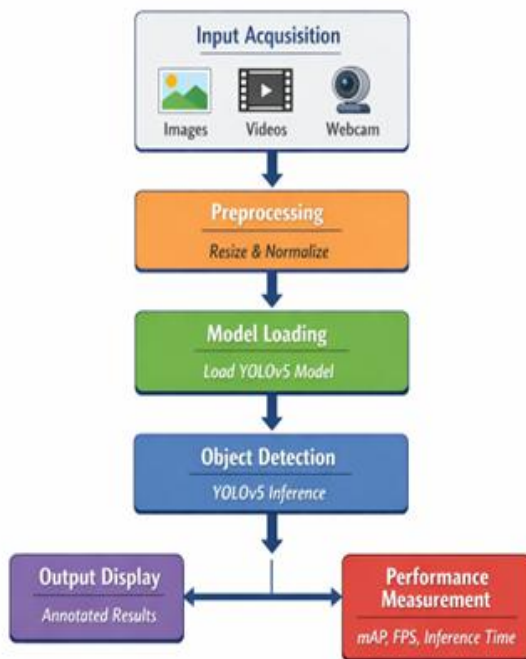 Input Acqusisition
Images Videos Webcam
Preprocessing
Resize & Normalize
Model Loading
Load YOLOv5 Model
Object Detection
YOLOv5 Inference
Output Display
Annotated Results
Performance
Measurement
mAP, FPS, Inference Time